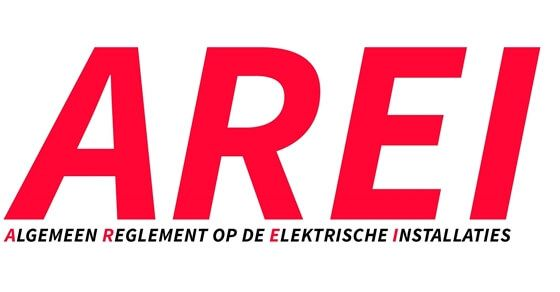 AREI
ALGEMEEN REGLEMENT OP DE ELEKTRISCHE INSTALLATIES